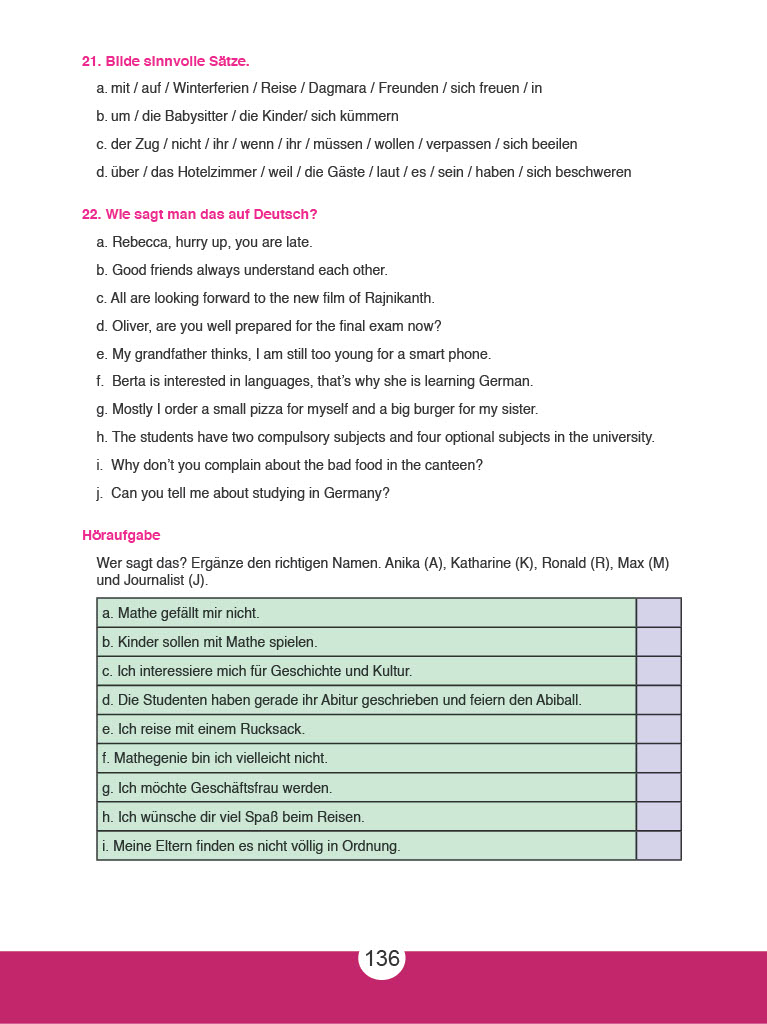 21. Bilde sinnvolle Sätze.
a. mit / auf / Winterferien / Reise / Dagmara / Freunden / sich freuen / in
b. um / die Babysitter / die Kinder/ sich kümmern
c. der Zug / nicht / ihr / wenn / ihr / müssen / wollen / verpassen / sich beeilen
d. über / das Hotelzimmer / weil / die Gäste / laut / es / sein / haben / sich beschweren
22. Wie sagt man das auf Deutsch?
a. Rebecca, hurry up, you are late.
b. Good friends always understand each other.
c. All are looking forward to the new film of Rajnikanth.
d. Oliver, are you well prepared for the final exam now?
e. My grandfather thinks, I am still too young for a smart phone.
f. Berta is interested in languages, that's why she is learning German.
g. Mostly I order a small pizza for myself and a big burger for my sister.
h. The students have two compulsory subjects and four optional subjects in the university.
i. Why don't you complain about the bad food in the canteen?
j. Can you tell me about studying in Germany?
Höraufgabe
Wer sagt das? Ergänze den richtigen Namen. Anika (A), Katharine (K), Ronald (R), Max (M)
und Journalist (J).
a. Mathe gefällt mir nicht.
b. Kinder sollen mit Mathe spielen.
c. Ich interessiere mich für Geschichte und Kultur.
d. Die Studenten haben gerade ihr Abitur geschrieben und feiern den Abiball.
e. Ich reise mit einem Rucksack.
f. Mathegenie bin ich vielleicht nicht.
g. Ich möchte Geschäftsfrau werden.
h. Ich wünsche dir viel Spaß beim Reisen.
i. Meine Eltern finden es nicht völlig in Ordnung.
136